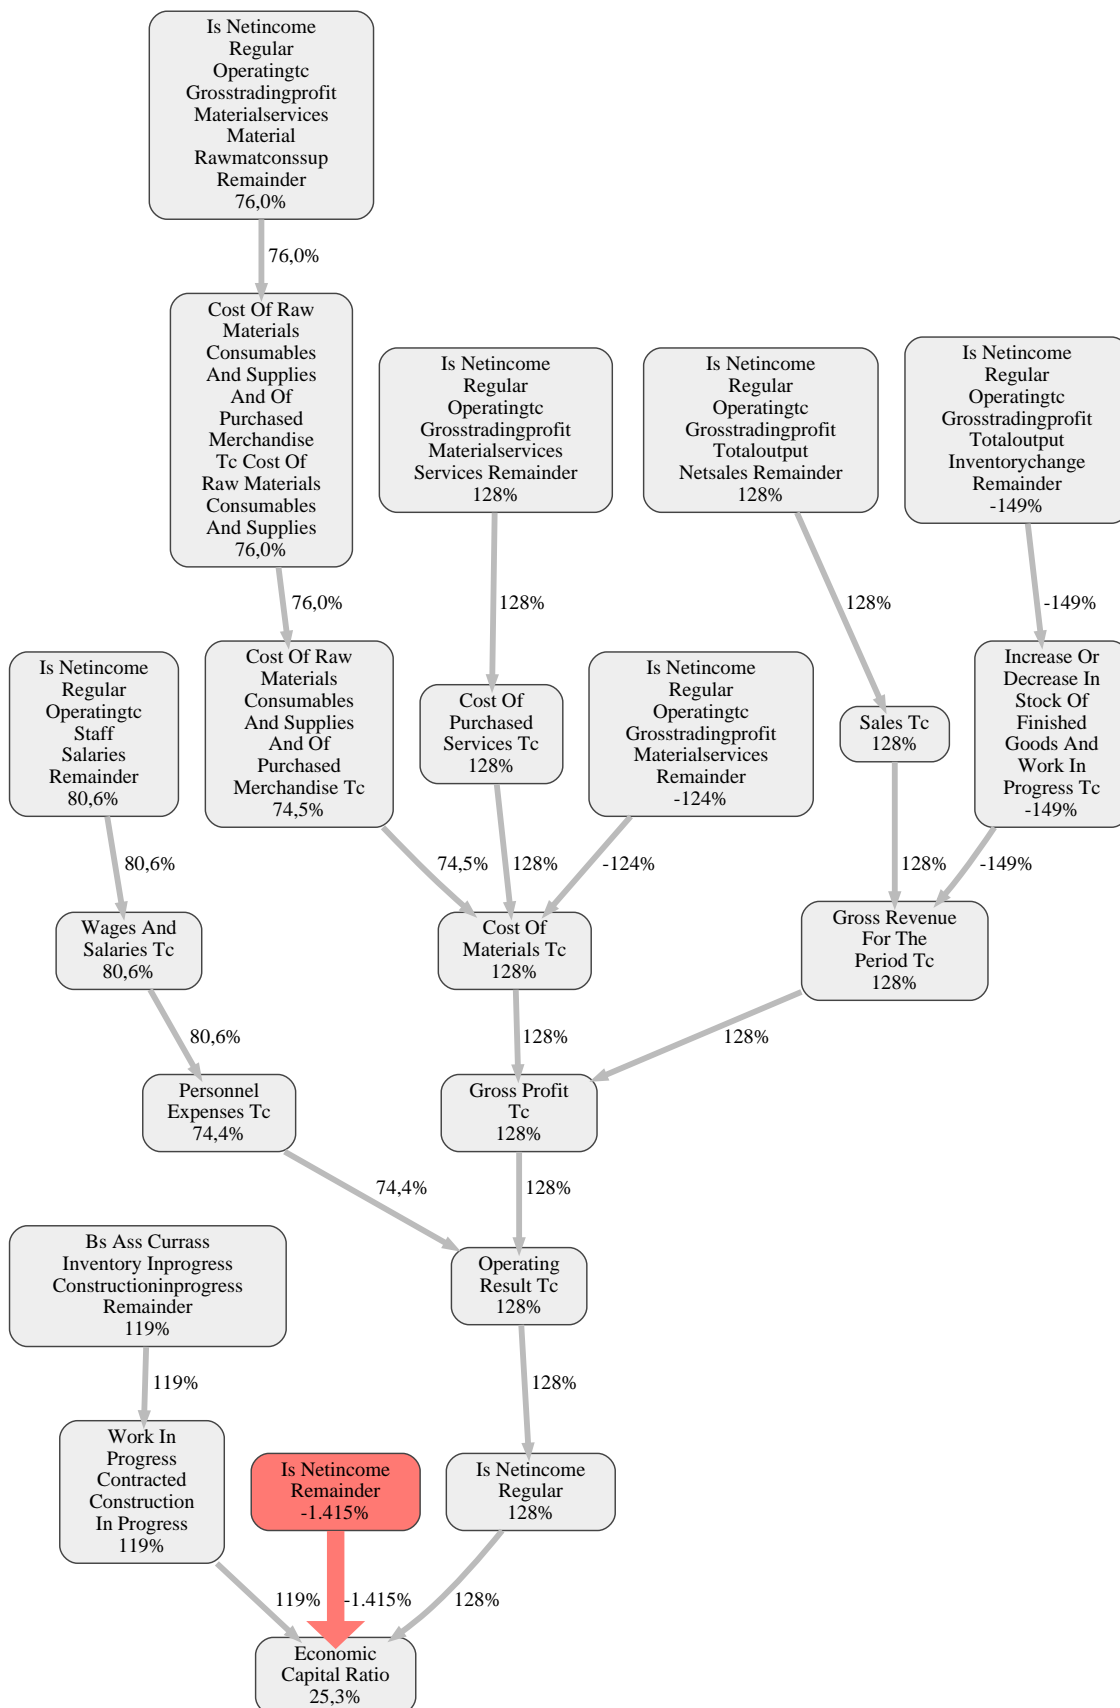 Is Netincome
Regular
Operatingtc
Grosstradingprofit
Materialservices
Material
Rawmatconssup
Remainder
76,0%
76,0%
Cost Of Raw
Materials
Consumables
And Supplies
And Of
Purchased
Merchandise
Tc Cost Of
Raw Materials
Consumables
And Supplies
76,0%
Is Netincome
Regular
Operatingtc
Grosstradingprofit
Materialservices
Services Remainder
128%
Is Netincome
Regular
Operatingtc
Grosstradingprofit
Totaloutput
Netsales Remainder
128%
Is Netincome
Regular
Operatingtc
Grosstradingprofit
Totaloutput
Inventorychange
Remainder
-149%
76,0%
128%
128%
-149%
Is Netincome
Regular
Operatingtc
Staff
Salaries
Remainder
80,6%
Cost Of Raw
Materials
Consumables
And Supplies
And Of
Purchased
Merchandise Tc
74,5%
Cost Of
Purchased
Services Tc
128%
Is Netincome
Regular
Operatingtc
Grosstradingprofit
Materialservices
Remainder
-124%
Sales Tc
128%
Increase Or
Decrease In
Stock Of
Finished
Goods And
Work In
Progress Tc
-149%
80,6%
74,5%
128%
-124%
128%
-149%
Wages And
Salaries Tc
80,6%
Cost Of
Materials Tc
128%
Gross Revenue
For The
Period Tc
128%
80,6%
128%
128%
Personnel
Expenses Tc
74,4%
Gross Profit
Tc
128%
74,4%
128%
Bs Ass Currass
Inventory Inprogress
Constructioninprogress
Remainder
119%
Operating
Result Tc
128%
119%
128%
Work In
Progress
Contracted
Construction
In Progress
119%
Is Netincome
Remainder
-1.415%
Is Netincome
Regular
128%
119%
-1.415%
128%
Economic
Capital Ratio
25,3%